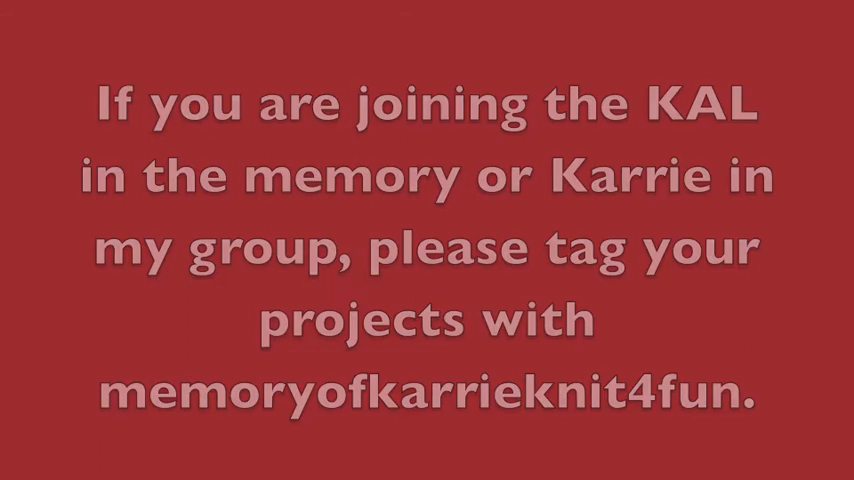 If you are joining the KAL
in the memory or Karrie in
my group, please tag your
projects with
memoryofkarrieknit4fun.